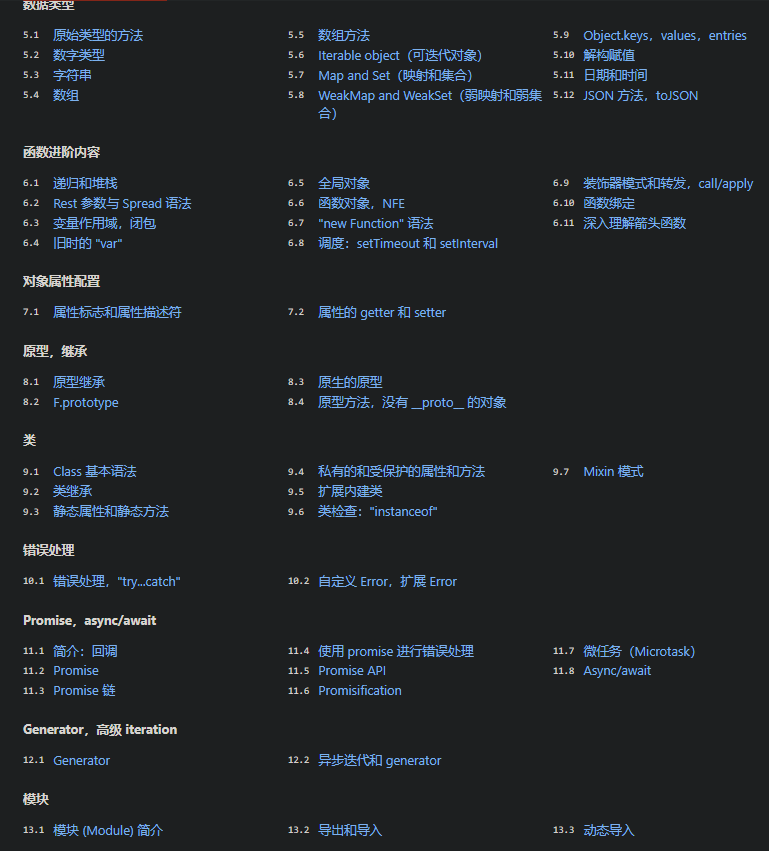 数据类型
5.1 原始类型的方法
5.2 数字类型
5.3 字符串
5.4 数组
5.5 数组方法
5.6 Iterable object（可迭代对象）
5.7 Map and Set（映射和集合）
5.8 WeakMap and WeakSet（弱映射和弱集
合）
5.9 Object.keys，values，entries
5.10 解构赋值
5.11 日期和时间
5.12 JSON 方法，toJSON
函数进阶内容
6.1 递归和堆栈
6.2 Rest 参数与 Spread 语法
6.3 变量作用域，闭包
6.4 旧时的 "var"
6.5 全局对象
6.6 函数对象，NFE
6.7 "new Function" 语法
6.8 调度：setTimeout 和 setInterval
6.9 装饰器模式和转发，call/apply
6.10 函数绑定
6.11 深入理解箭头函数
对象属性配置
7.1 属性标志和属性描述符
7.2 属性的 getter 和 setter
原型，继承
8.1 原型继承
8.2 F.prototype
8.3 原生的原型
8.4 原型方法，没有 __proto__ 的对象
类
9.1 Class 基本语法
9.2 类继承
9.3 静态属性和静态方法
9.4 私有的和受保护的属性和方法
9.5 扩展内建类
9.6 类检查："instanceof"
9.7 Mixin 模式
错误处理
10.1 错误处理，"try...catch"
10.2 自定义 Error，扩展 Error
Promise，async/await
11.1 简介：回调
11.2 Promise
11.3 Promise 链
11.4 使用 promise 进行错误处理
11.5 Promise API
11.6 Promisification
11.7 微任务（Microtask）
11.8 Async/await
Generator，高级 iteration
12.1 Generator
12.2 异步迭代和 generator
模块
13.1 模块 (Module) 简介
13.2 导出和导入
13.3 动态导入